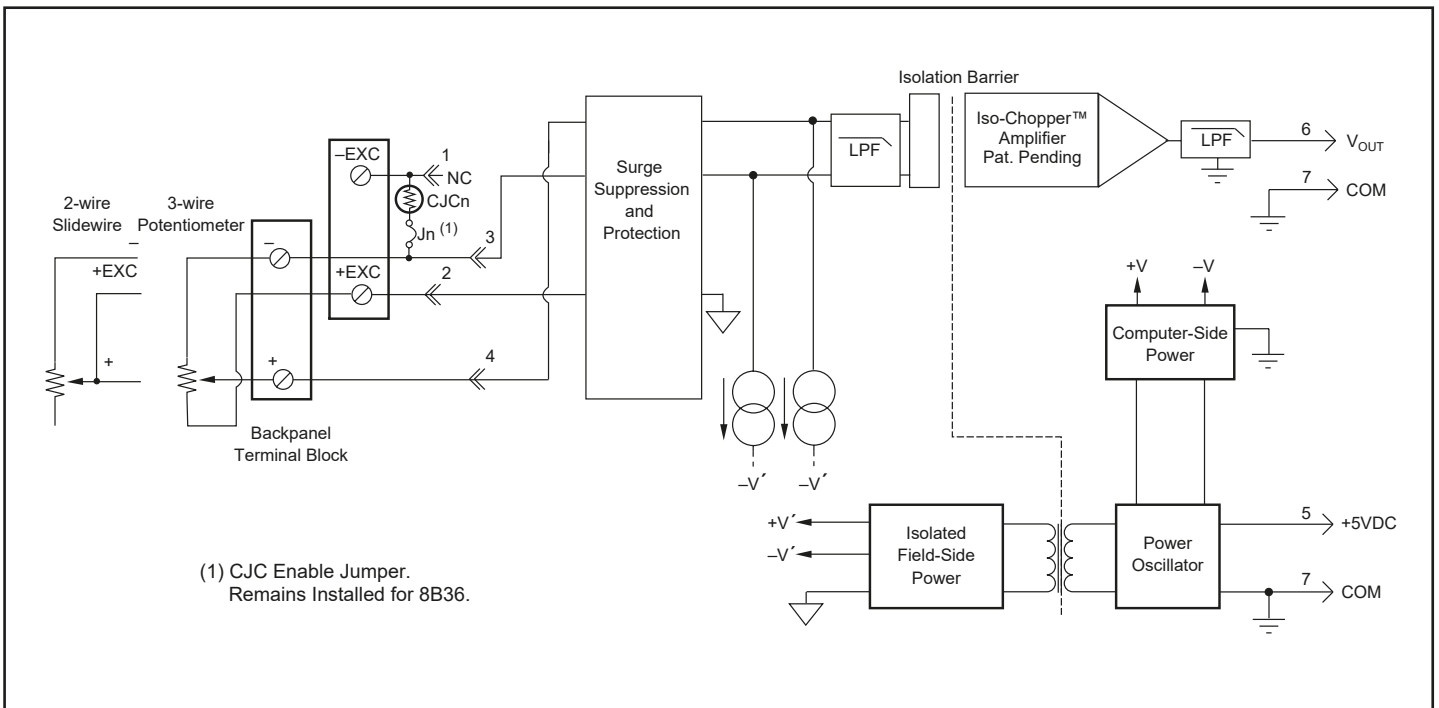 Isolation Barrier
Iso-Chopper™
Amplifier
Pat. Pending
LPF
LPF
6
V_OUT
7
COM
–EXC
1
NC
CJCn
Jn (1)
Surge
Suppression
and
Protection
2-wire
Slidewire
3-wire
Potentiometer
–
+EXC
–
3
+EXC
2
+
+
4
Backpanel
Terminal Block
+V
–V
Computer-Side
Power
–V´
–V´
+V´
–V´
Isolated
Field-Side
Power
Power
Oscillator
5
+5VDC
7
COM
(1) CJC Enable Jumper.
Remains Installed for 8B36.